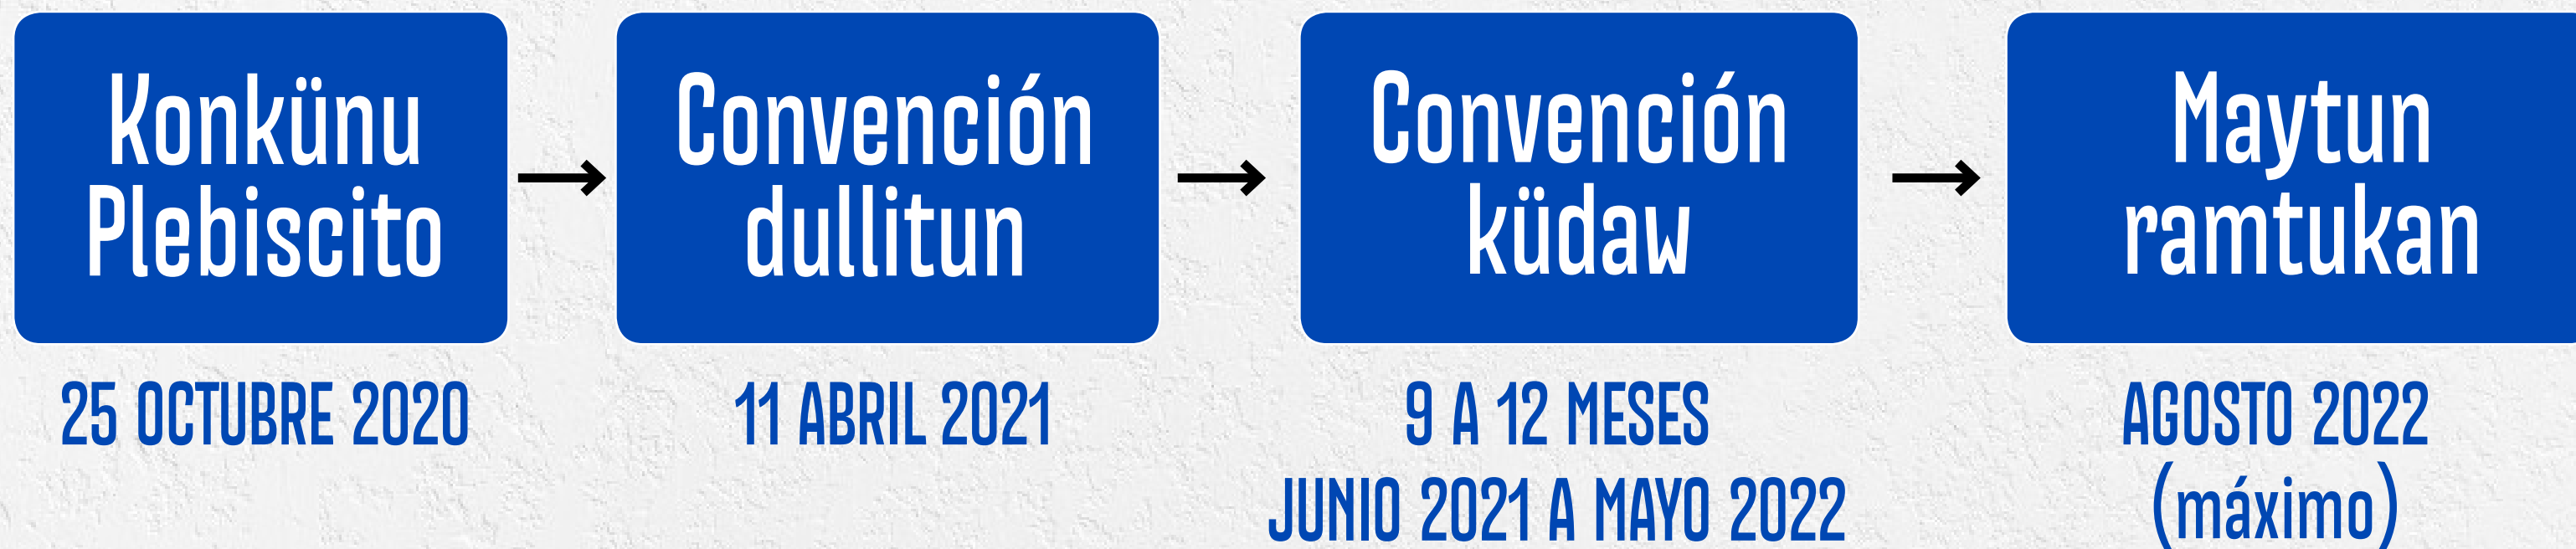 Konkünu
Plebiscito
25 OCTUBRE 2020
Convención
dullitun
11 ABRIL 2021
Convención
küdaw
9 A 12 MESES
JUNIO 2021 A MAYO 2022
Maytun
ramtukan
AGOSTO 2022
(máximo)